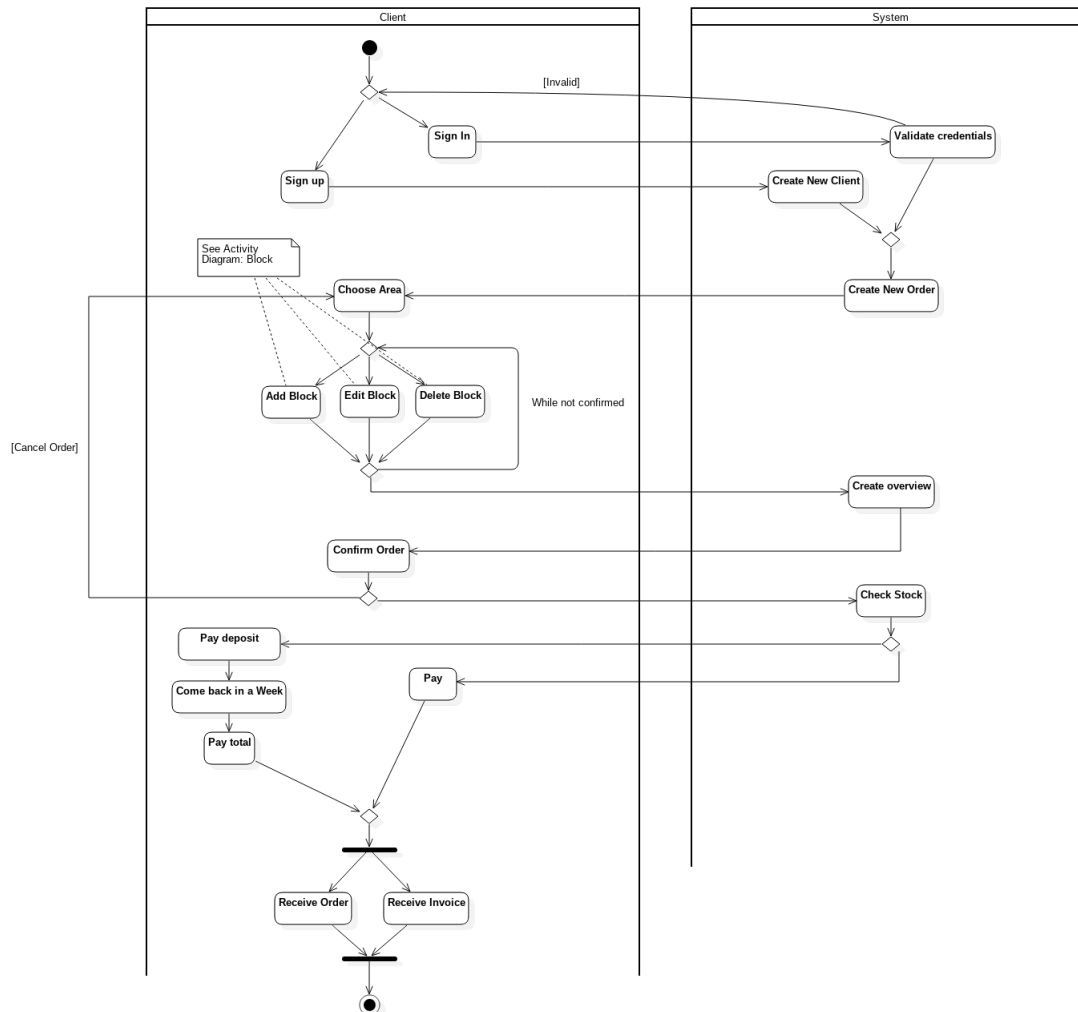 Client
System
[Invalid]
Sign In
Validate credentials
Sign up
Create New Client
See Activity
Diagram: Block
Choose Area
Create New Order
Add Block
Edit Block
Delete Block
While not confirmed
[Cancel Order]
Create overview
Confirm Order
Check Stock
Pay deposit
Pay
Come back in a Week
Pay total
Receive Order
Receive Invoice